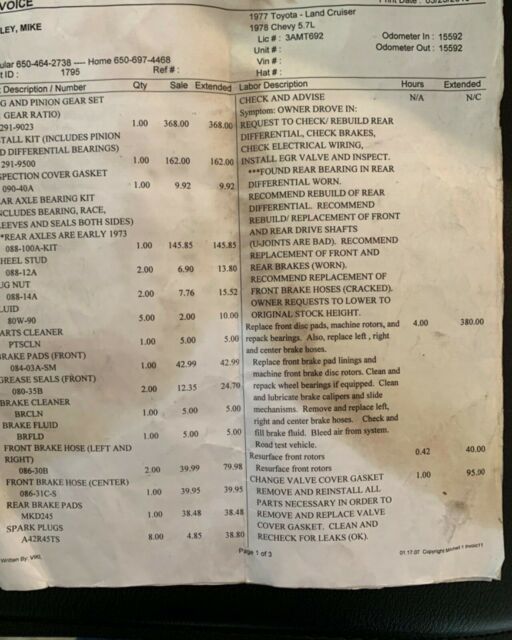 VOICE
LEY, MIKE
ular 650-464-2738 ---- Home 650-697-4468
t ID : 1795 Ref # :
1977 Toyota - Land Cruiser
1978 Chevy 5.7L
Lic # : 3AMT692 Odometer In : 15592
Unit # : Odometer Out : 15592
Vin # :
Hat # :
Description / Number Qty Sale Extended
G AND PINION GEAR SET
GEAR RATIO)
291-9023 1.00 368.00 368.00
TALL KIT (INCLUDES PINION
D DIFFERENTIAL BEARINGS)
291-9500 1.00 162.00 162.00
SPECTION COVER GASKET
090-40A 1.00 9.92 9.92
AR AXLE BEARING KIT
NCLUDES BEARING, RACE,
LEEVES AND SEALS BOTH SIDES)
*REAR AXLES ARE EARLY 1973
088-100A-KIT 1.00 145.85 145.85
HEEL STUD
088-12A 2.00 6.90 13.80
UG NUT
088-14A 2.00 7.76 15.52
LUID
80W-90 5.00 2.00 10.00
ARTS CLEANER
PTSCLN 1.00 5.00 5.00
RAKE PADS (FRONT)
084-03A-SM 1.00 42.99 42.99
GREASE SEALS (FRONT)
080-35B 2.00 12.35 24.70
BRAKE CLEANER
BRCLN 1.00 5.00 5.00
BRAKE FLUID
BRFLD 1.00 5.00 5.00
FRONT BRAKE HOSE (LEFT AND
RIGHT)
086-30B 2.00 39.99 79.98
FRONT BRAKE HOSE (CENTER)
086-31C-S 1.00 39.95 39.95
REAR BRAKE PADS
MKD245 1.00 38.48 38.48
SPARK PLUGS
A42R45TS 8.00 4.85 38.80
Labor Description Hours Extended
CHECK AND ADVISE N/A N/C
Symptom: OWNER DROVE IN:
REQUEST TO CHECK/ REBUILD REAR
DIFFERENTIAL, CHECK BRAKES,
CHECK ELECTRICAL WIRING,
INSTALL EGR VALVE AND INSPECT.
***FOUND REAR BEARING IN REAR
DIFFERENTIAL WORN.
RECOMMEND REBUILD OF REAR
DIFFERENTIAL. RECOMMEND
REBUILD/ REPLACEMENT OF FRONT
AND REAR DRIVE SHAFTS
(U-JOINTS ARE BAD). RECOMMEND
REPLACEMENT OF FRONT AND
REAR BRAKES (WORN).
RECOMMEND REPLACEMENT OF
FRONT BRAKE HOSES (CRACKED).
OWNER REQUESTS TO LOWER TO
ORIGINAL STOCK HEIGHT.
Replace front disc pads, machine rotors, and 4.00 380.00
repack bearings. Also, replace left , right
and center brake hoses.
Replace front brake pad linings and
machine front brake disc rotors. Clean and
repack wheel bearings if equipped. Clean
and lubricate brake calipers and slide
mechanisms. Remove and replace left,
right and center brake hoses. Check and
fill brake fluid. Bleed air from system.
Road test vehicle.
Resurface front rotors 0.42 40.00
Resurface front rotors
CHANGE VALVE COVER GASKET 1.00 95.00
REMOVE AND REINSTALL ALL
PARTS NECESSARY IN ORDER TO
REMOVE AND REPLACE VALVE
COVER GASKET. CLEAN AND
RECHECK FOR LEAKS (OK).
Written By: VIKI,
Page 1 of 3
01.17.07 Copyright Mitchell 1